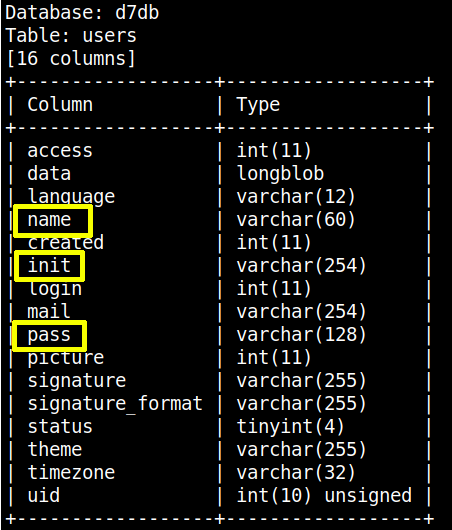 Database: d7db
Table: users
[16 columns]
+------------------+------------------+
| Column           | Type             |
+------------------+------------------+
| access           | int(11)          |
| data             | longblob         |
| language         | varchar(12)      |
| name             | varchar(60)      |
| created          | int(11)          |
| init             | varchar(254)     |
| login            | int(11)          |
| mail             | varchar(254)     |
| pass             | varchar(128)     |
| picture          | int(11)          |
| signature        | varchar(255)     |
| signature_format | varchar(255)     |
| status           | tinyint(4)       |
| theme            | varchar(255)     |
| timezone         | varchar(32)      |
| uid              | int(10) unsigned |
+------------------+------------------+